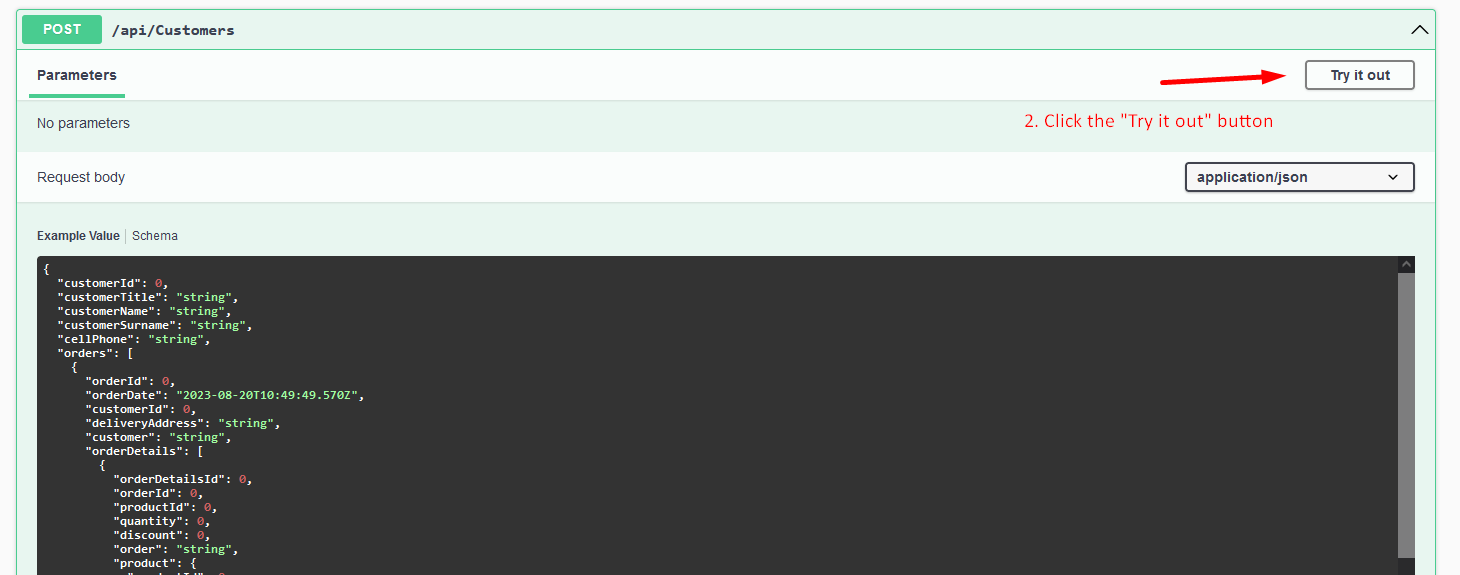 POST /api/Customers
Parameters
Try it out
No parameters
2. Click the "Try it out" button
Request body
application/json
Example Value
Schema
{
"customerId": 0,
"customerTitle": "string",
"customerName": "string",
"customerSurname": "string",
"cellPhone": "string",
"orders": [
{
"orderId": 0,
"orderDate": "2023-08-20T10:49:49.570Z",
"customerId": 0,
"deliveryAddress": "string",
"customer": "string",
"orderDetails": [
{
"orderDetailsId": 0,
"orderId": 0,
"productId": 0,
"quantity": 0,
"discount": 0,
"order": "string",
"product": {